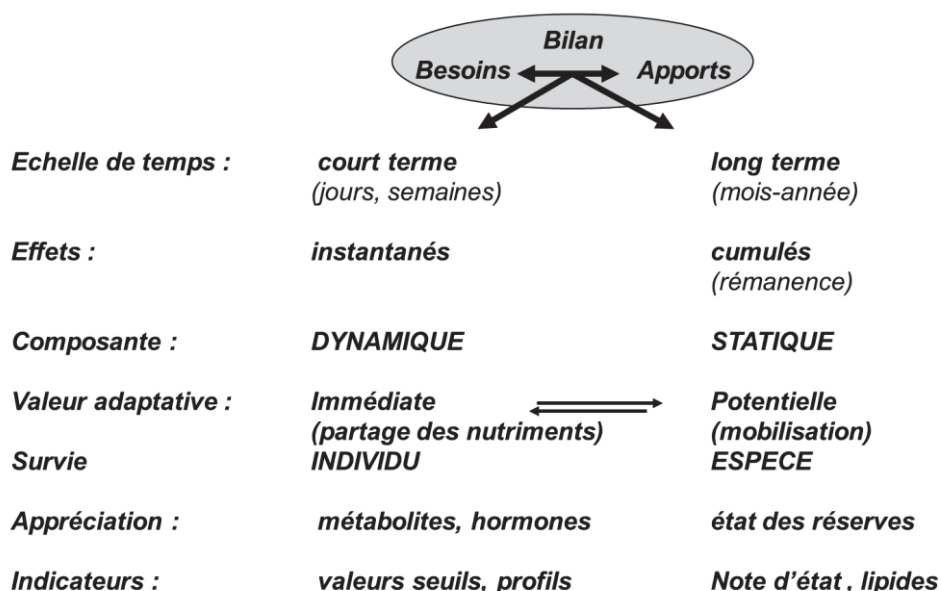 Bilan
Besoins Apports
Echelle de temps : court terme long terme
(jours, semaines) (mois-année)
Effets : instantanés cumulés
(rémanence)
Composante : DYNAMIQUE STATIQUE
Valeur adaptative : Immédiate Potentielle
(partage des nutriments) (mobilisation)
Survie INDIVIDU ESPECE
Appréciation : métabolites, hormones état des réserves
Indicateurs : valeurs seuils, profils Note d'état , lipides